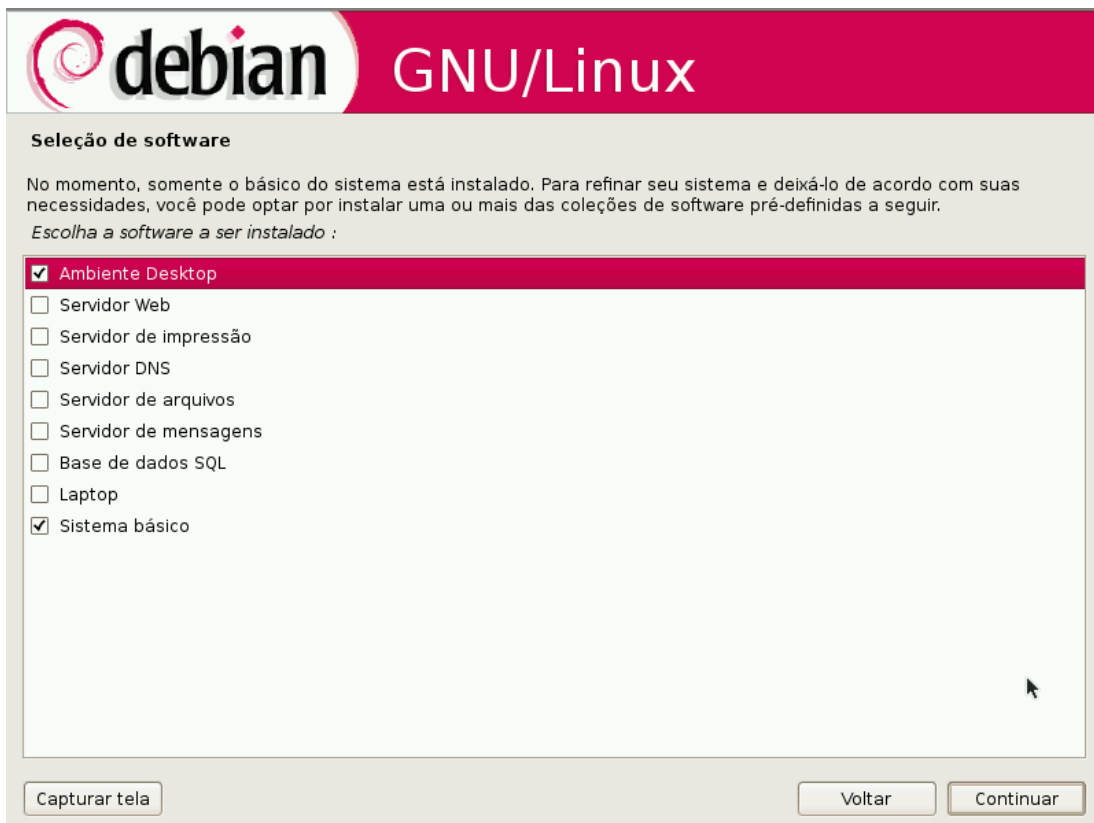 debian GNU/Linux
Seleção de software
No momento, somente o básico do sistema está instalado. Para refinar seu sistema e deixá-lo de acordo com suas
necessidades, você pode optar por instalar uma ou mais das coleções de software pré-definidas a seguir.
Escolha a software a ser instalado :
Ambiente Desktop
Servidor Web
Servidor de impressão
Servidor DNS
Servidor de arquivos
Servidor de mensagens
Base de dados SQL
Laptop
Sistema básico
Capturar tela Voltar Continuar